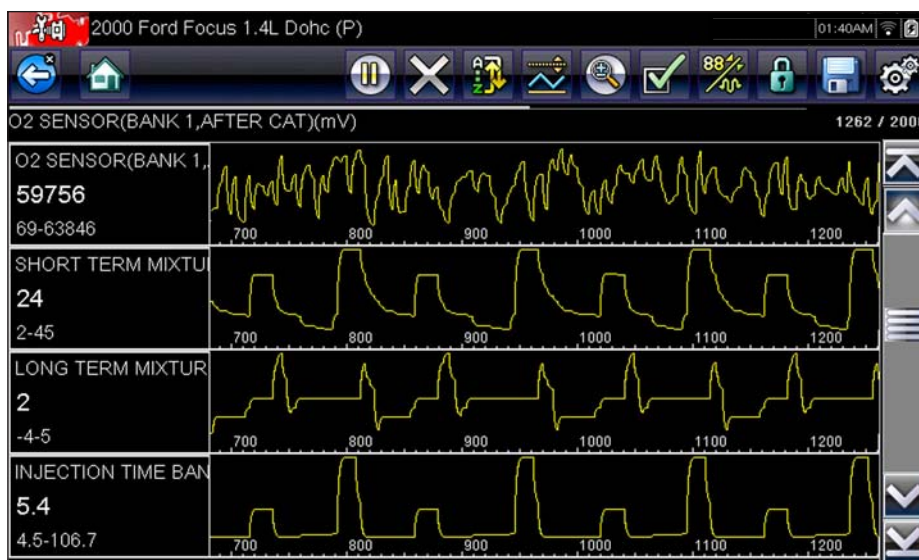 2000 Ford Focus 1.4L Dohc (P)
01:40AM
O2 SENSOR(BANK 1,AFTER CAT)(mV)
1262 / 200
O2 SENSOR(BANK 1,
59756
69-63846
700 800 900 1000 1100 1200
SHORT TERM MIXTU
24
2-45
700 800 900 1000 1100 1200
LONG TERM MIXTUR
2
-4-5
700 800 900 1000 1100 1200
INJECTION TIME BAN
5.4
4.5-106.7
700 800 900 1000 1100 1200